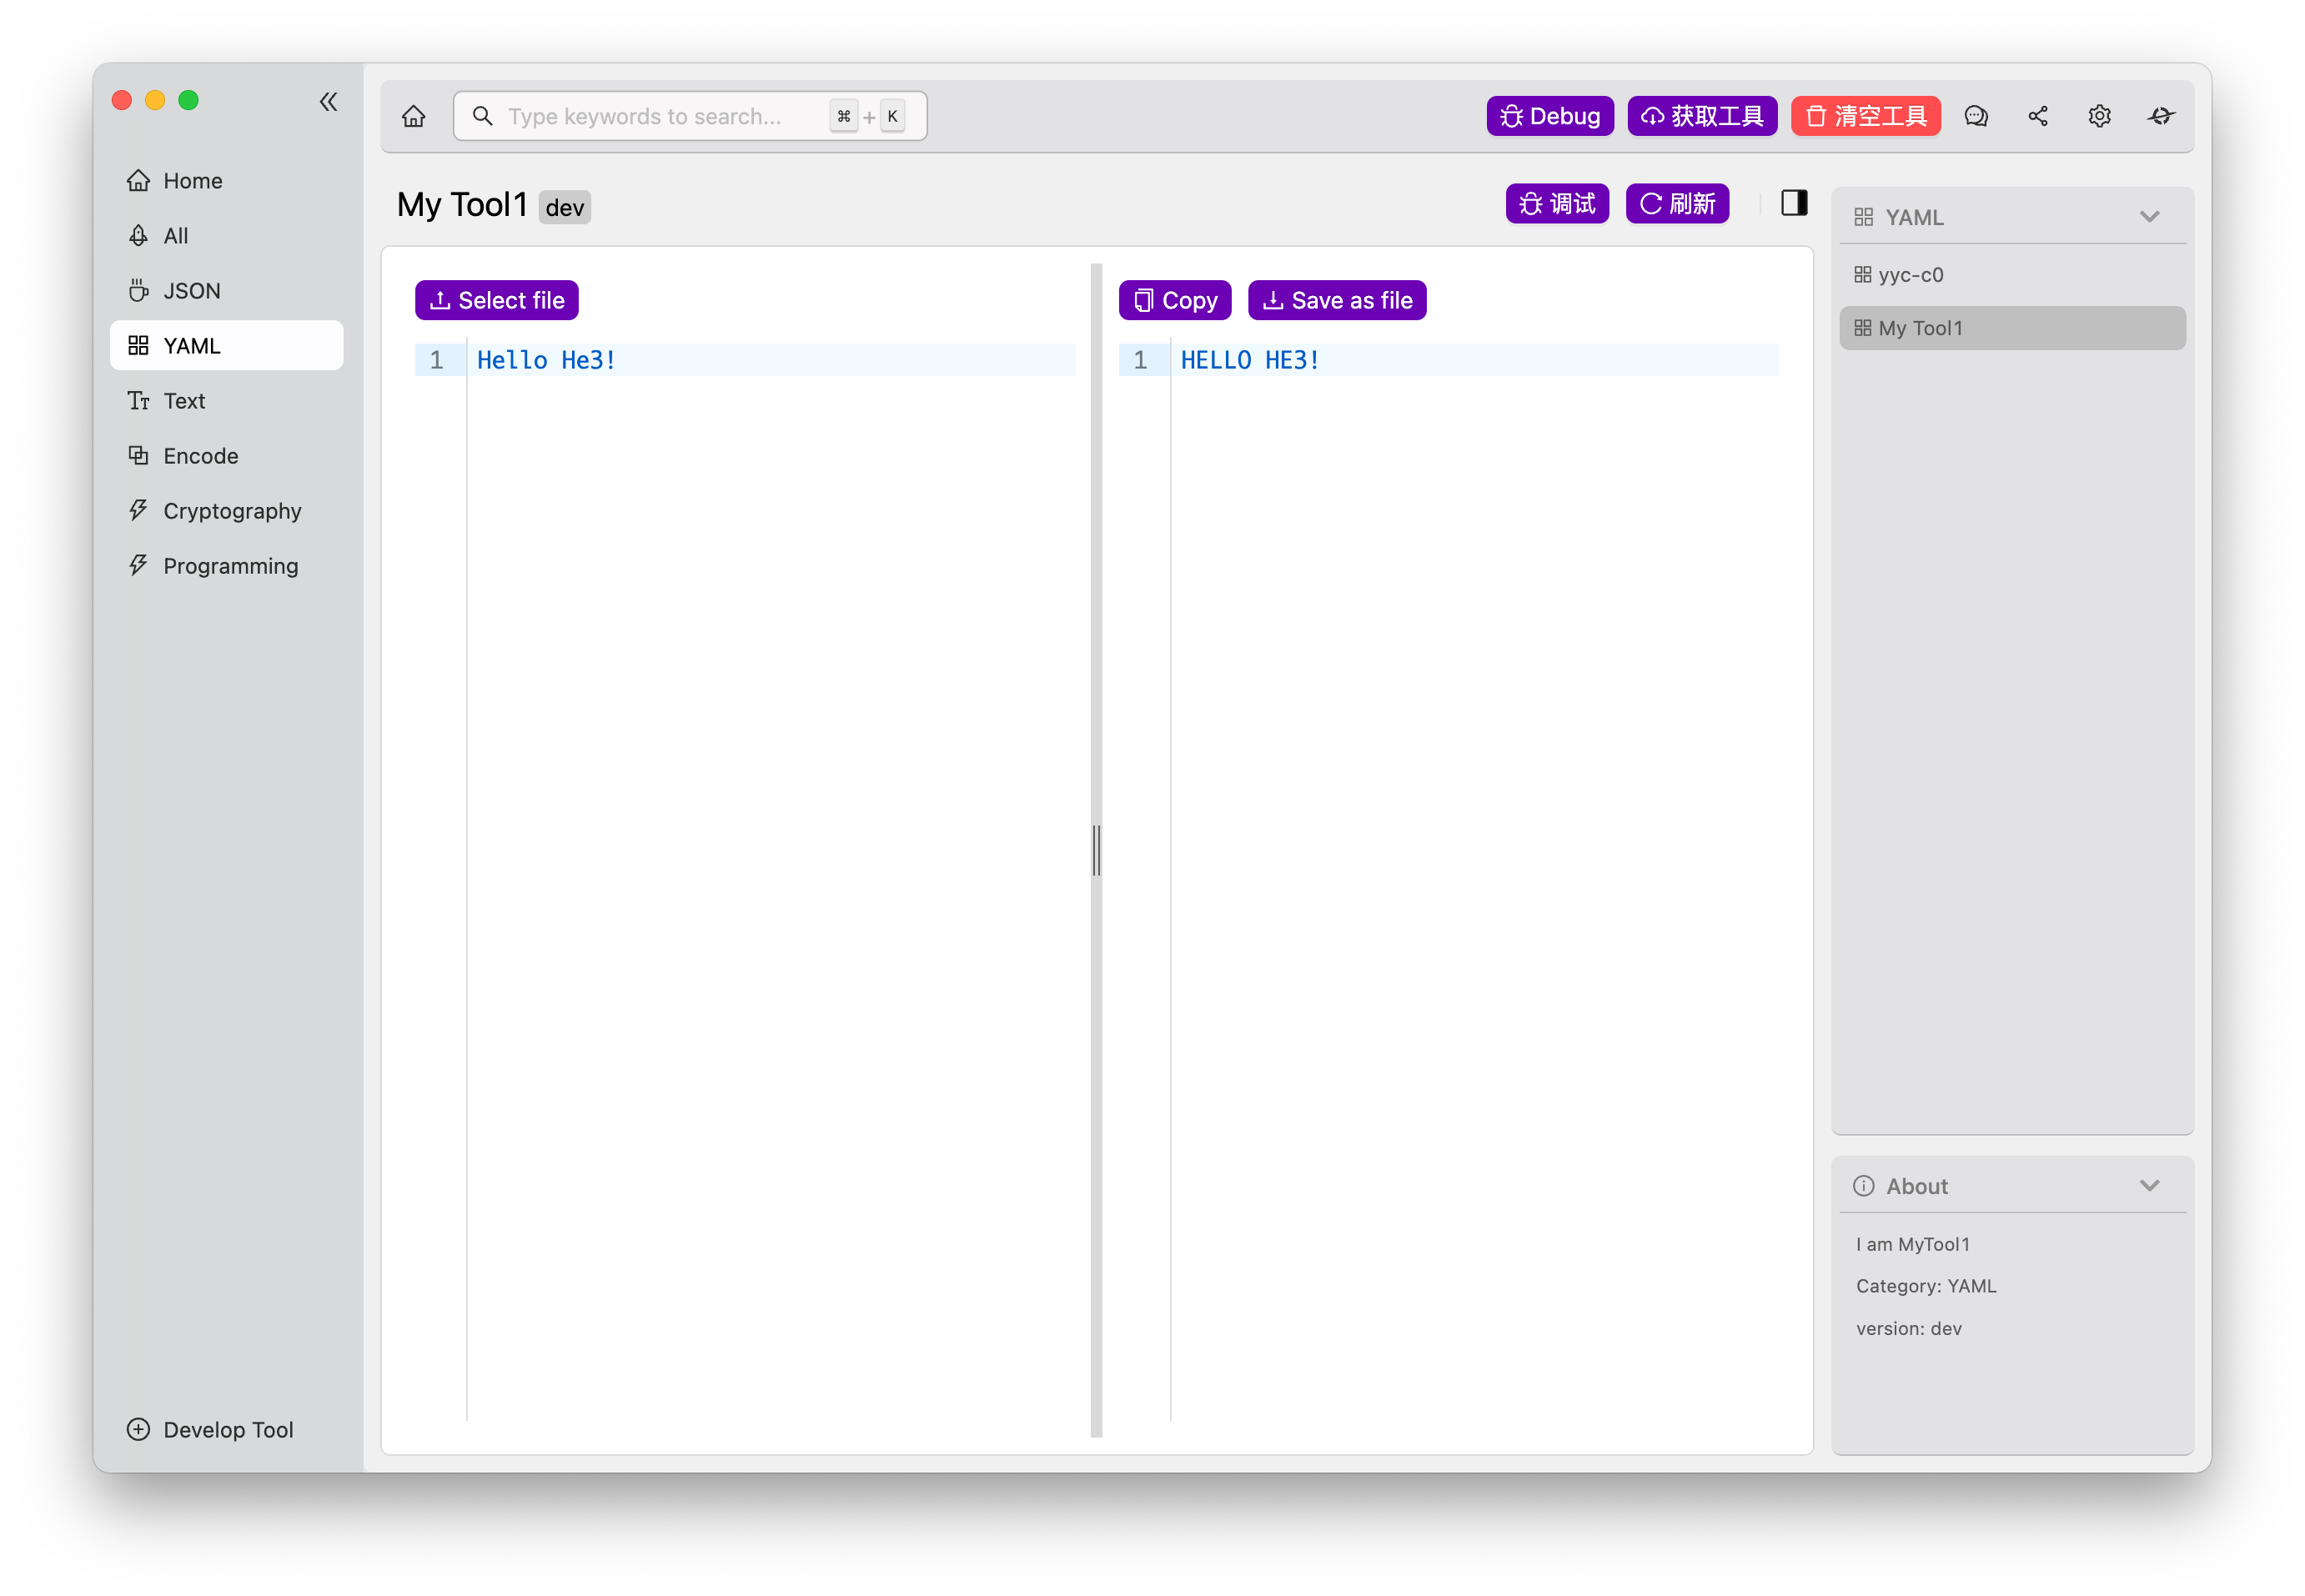 Home
All
JSON
YAML
Text
Encode
Cryptography
Programming
Develop Tool
Type keywords to search... ⌘ + K
Debug 获取工具 清空工具
My Tool1 dev
调试 刷新
Select file
1 Hello He3!
Copy Save as file
1 HELLO HE3!
YAML
yyc-c0
My Tool1
About
I am MyTool1
Category: YAML
version: dev